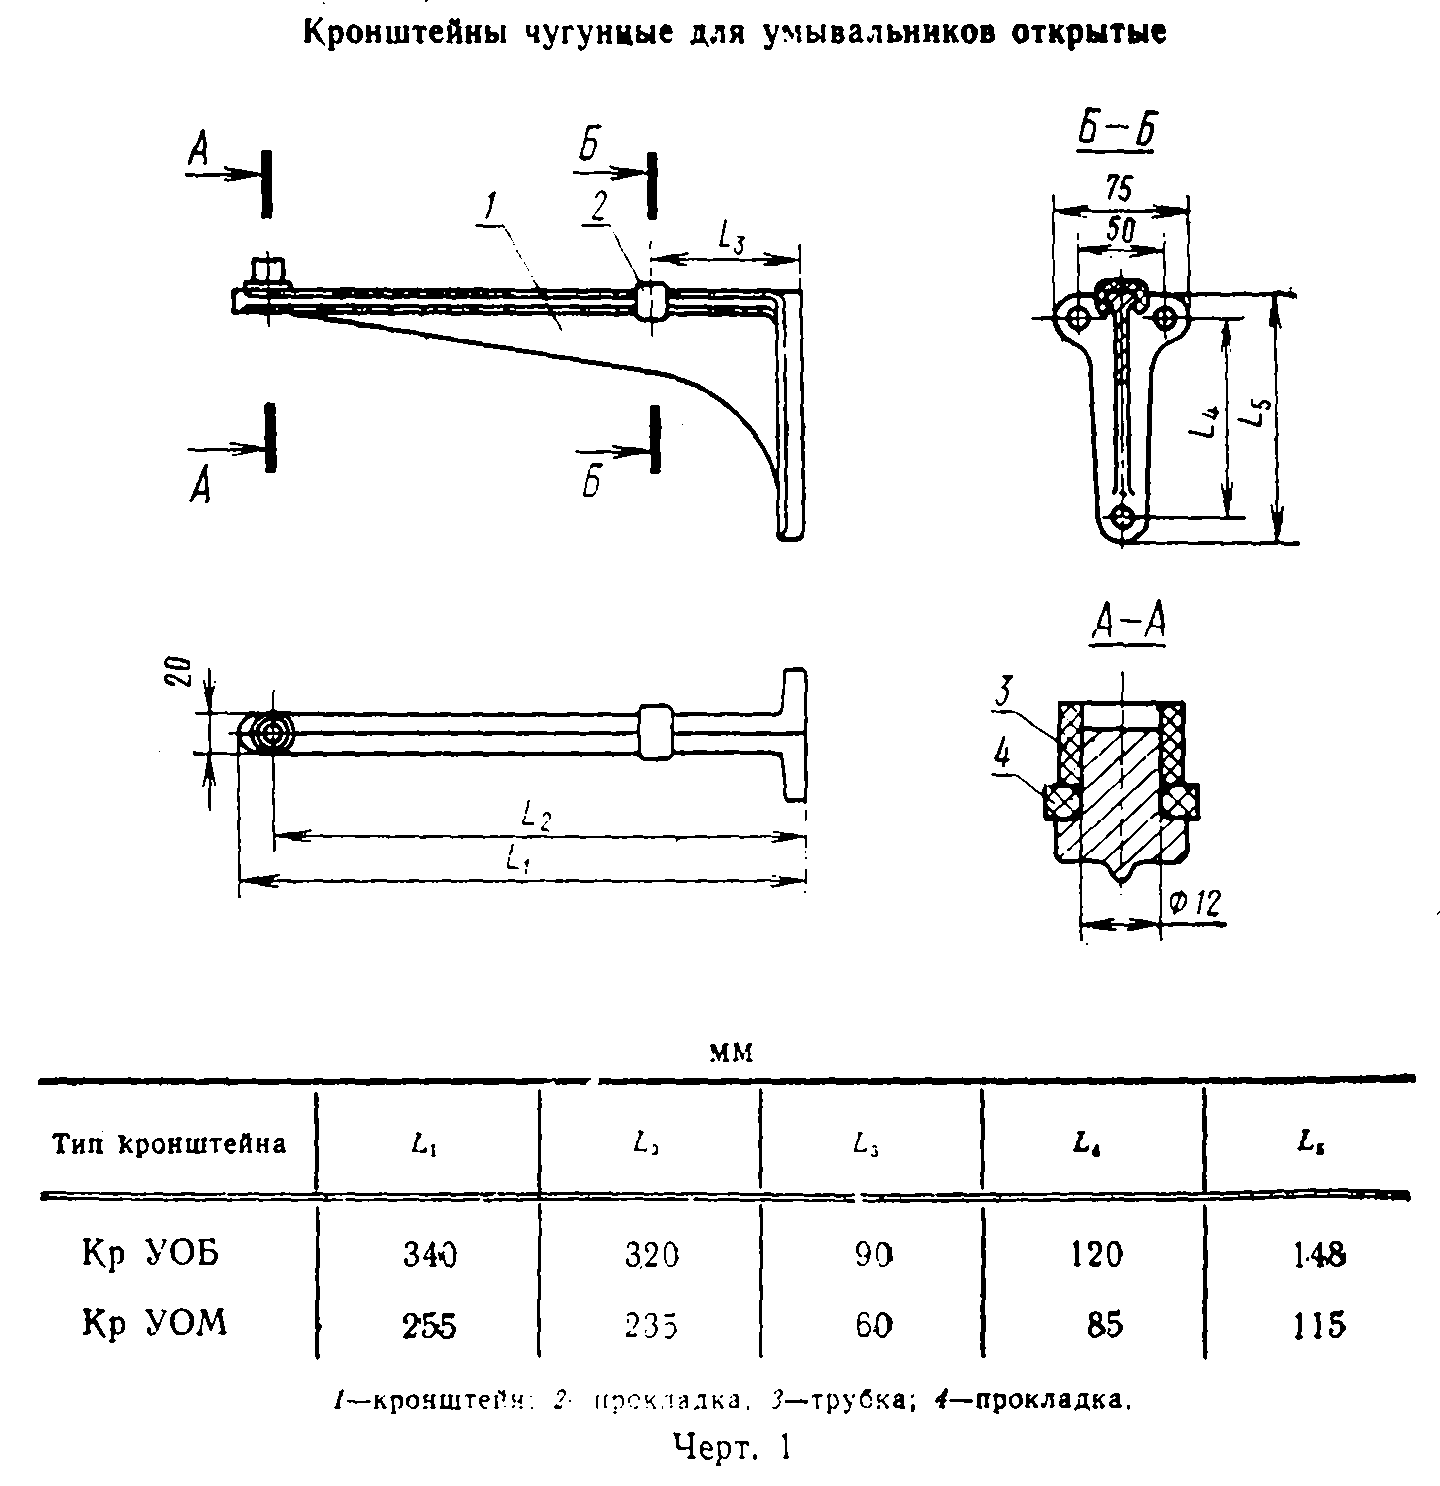 Кронштейны чугунные для умывальников открытые
А Б Б–Б
75
1 2 L3 50
L4 L5
А Б
А–А
20 3
4
L2
L1
Ф12
мм
Тип кронштейна L1 L2 L3 L4 L5
Кр УОБ 340 320 90 120 148
Кр УОМ 255 235 60 85 115
1—кронштейн; 2— прокладка, 3—трубка; 4—прокладка.
Черт. 1